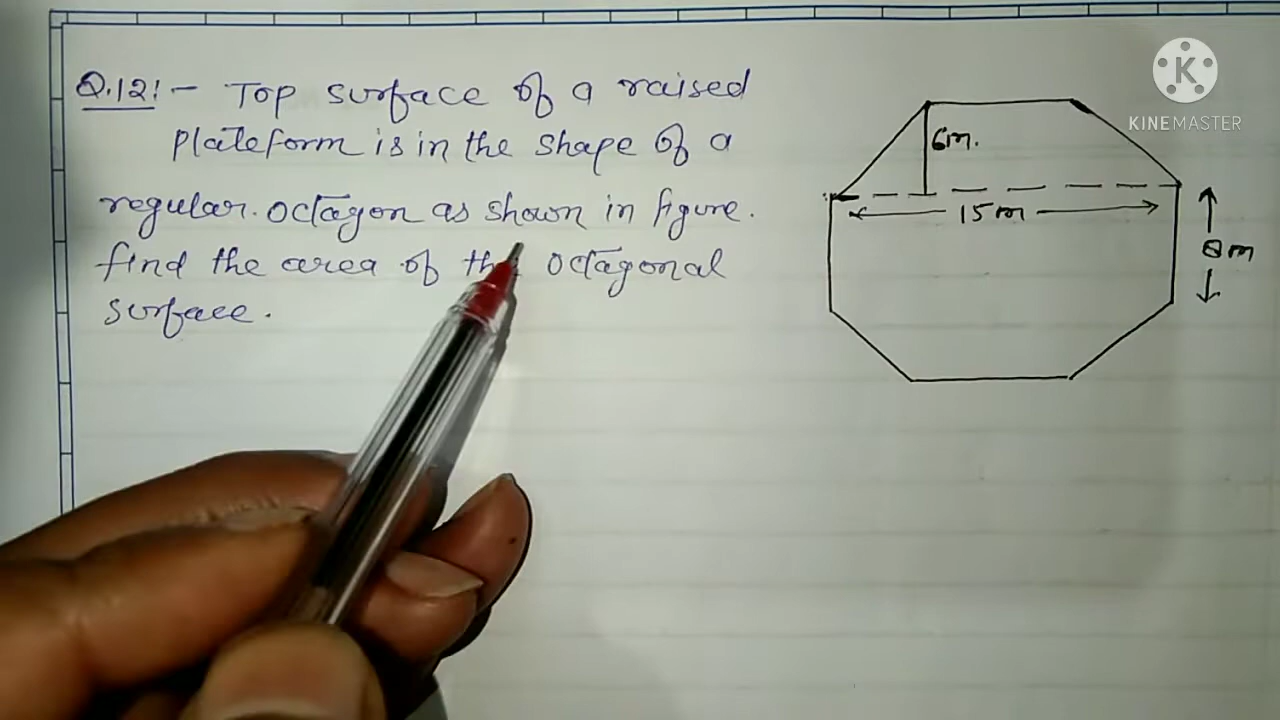 Q.12:- Top surface of a raised
plateform is in the shape of a
regular. octagon as shown in figure.
find the area of the octagonal
surface.
6m.
15m
8m
K
KINEMASTER